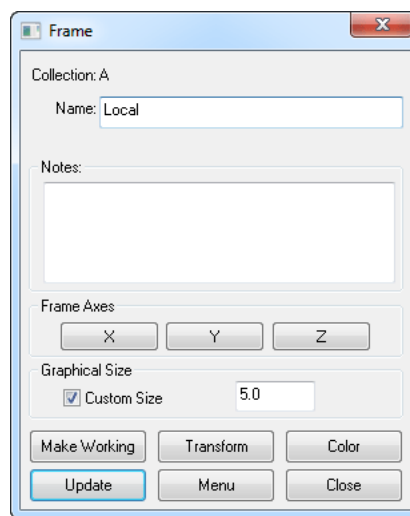 Frame
Collection: A
Name: Local
Notes:
Frame Axes
X Y Z
Graphical Size
Custom Size 5.0
Make Working Transform Color
Update Menu Close